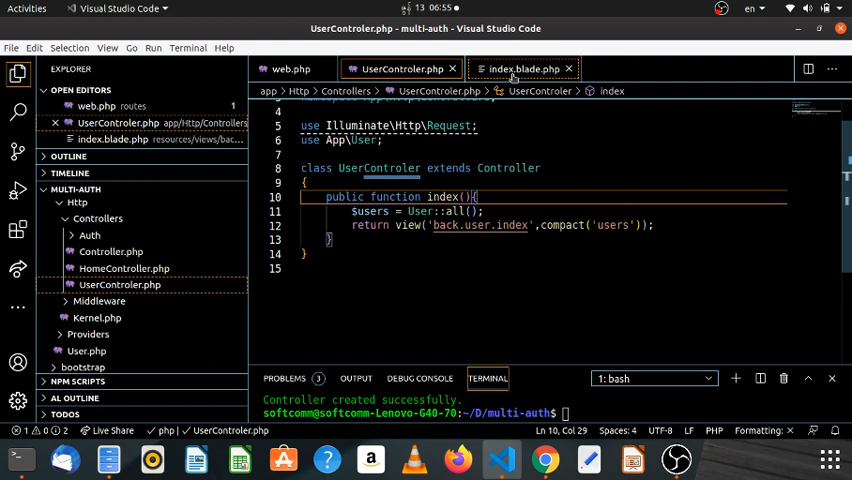 Activities
Visual Studio Code
13 06:55
en
UserControler.php - multi-auth - Visual Studio Code
File Edit Selection View Go Run Terminal Help
EXPLORER
web.php
UserControler.php
index.blade.php
OPEN EDITORS
app > Http > Controllers > UserControler.php > UserControler > index
web.php routes 1
UserControler.php app/Http/Controllers
index.blade.php resources/views/bac...
OUTLINE
TIMELINE
MULTI-AUTH
Http
Controllers
Auth
Controller.php
HomeController.php
UserControler.php
Middleware
Kernel.php
Providers
User.php
bootstrap
NPM SCRIPTS
AL OUTLINE
TODOS
4
5 use Illuminate\Http\Request;
6 use App\User;
7
8 class UserControler extends Controller
9 {
10 public function index(){
11 $users = User::all();
12 return view('back.user.index',compact('users'));
13 }
14 }
15
PROBLEMS 3 OUTPUT DEBUG CONSOLE TERMINAL
1: bash
Controller created successfully.
softcomm@softcomm-Lenovo-G40-70:~/D/multi-auth>
1 0 2 Live Share php | UserControler.php
Ln 10, Col 29 Spaces: 4 UTF-8 LF PHP Formatting: ×